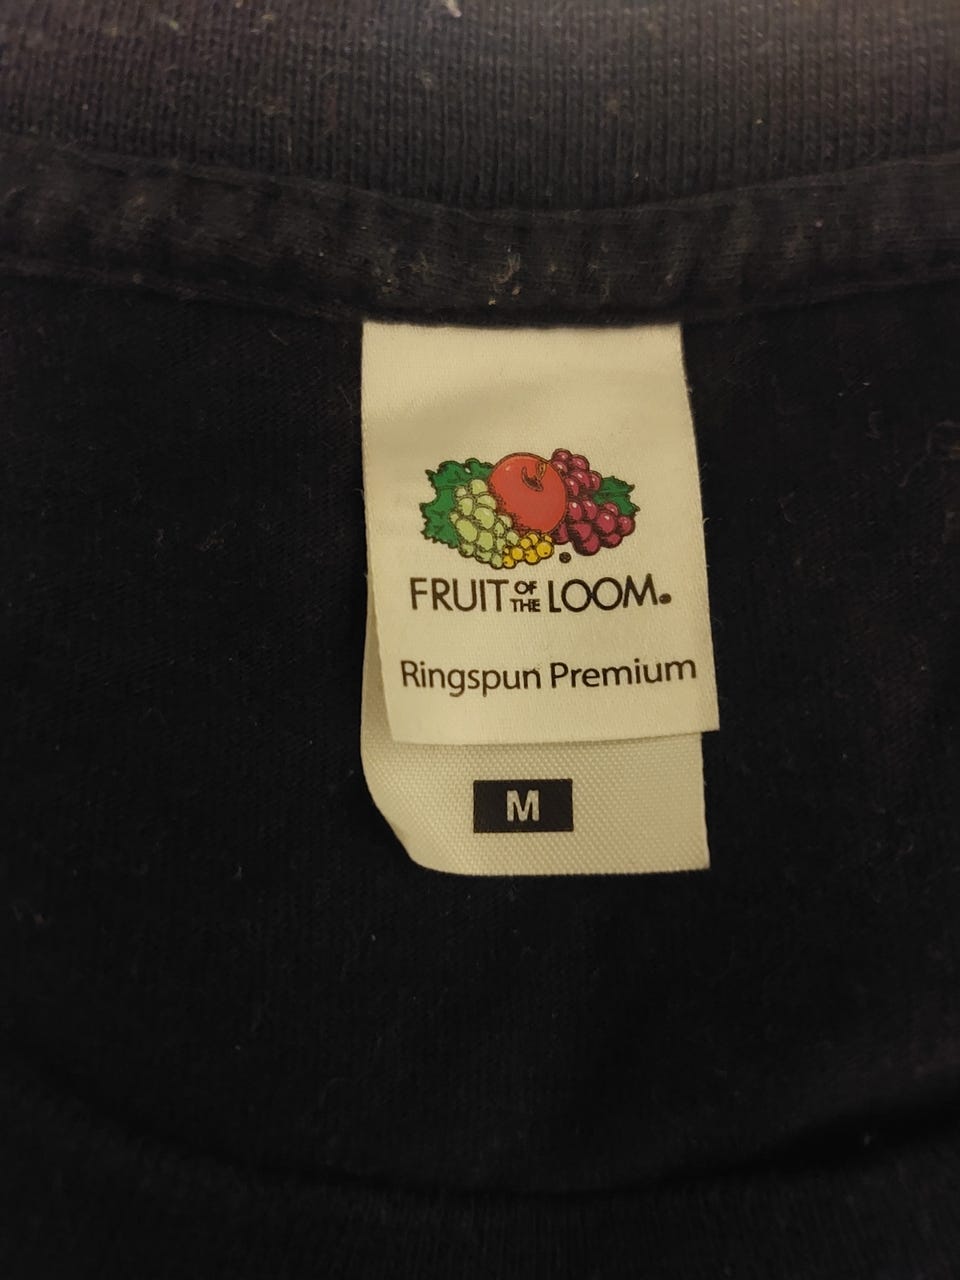 FRUIT OF THE LOOM®
Ringspun Premium
M